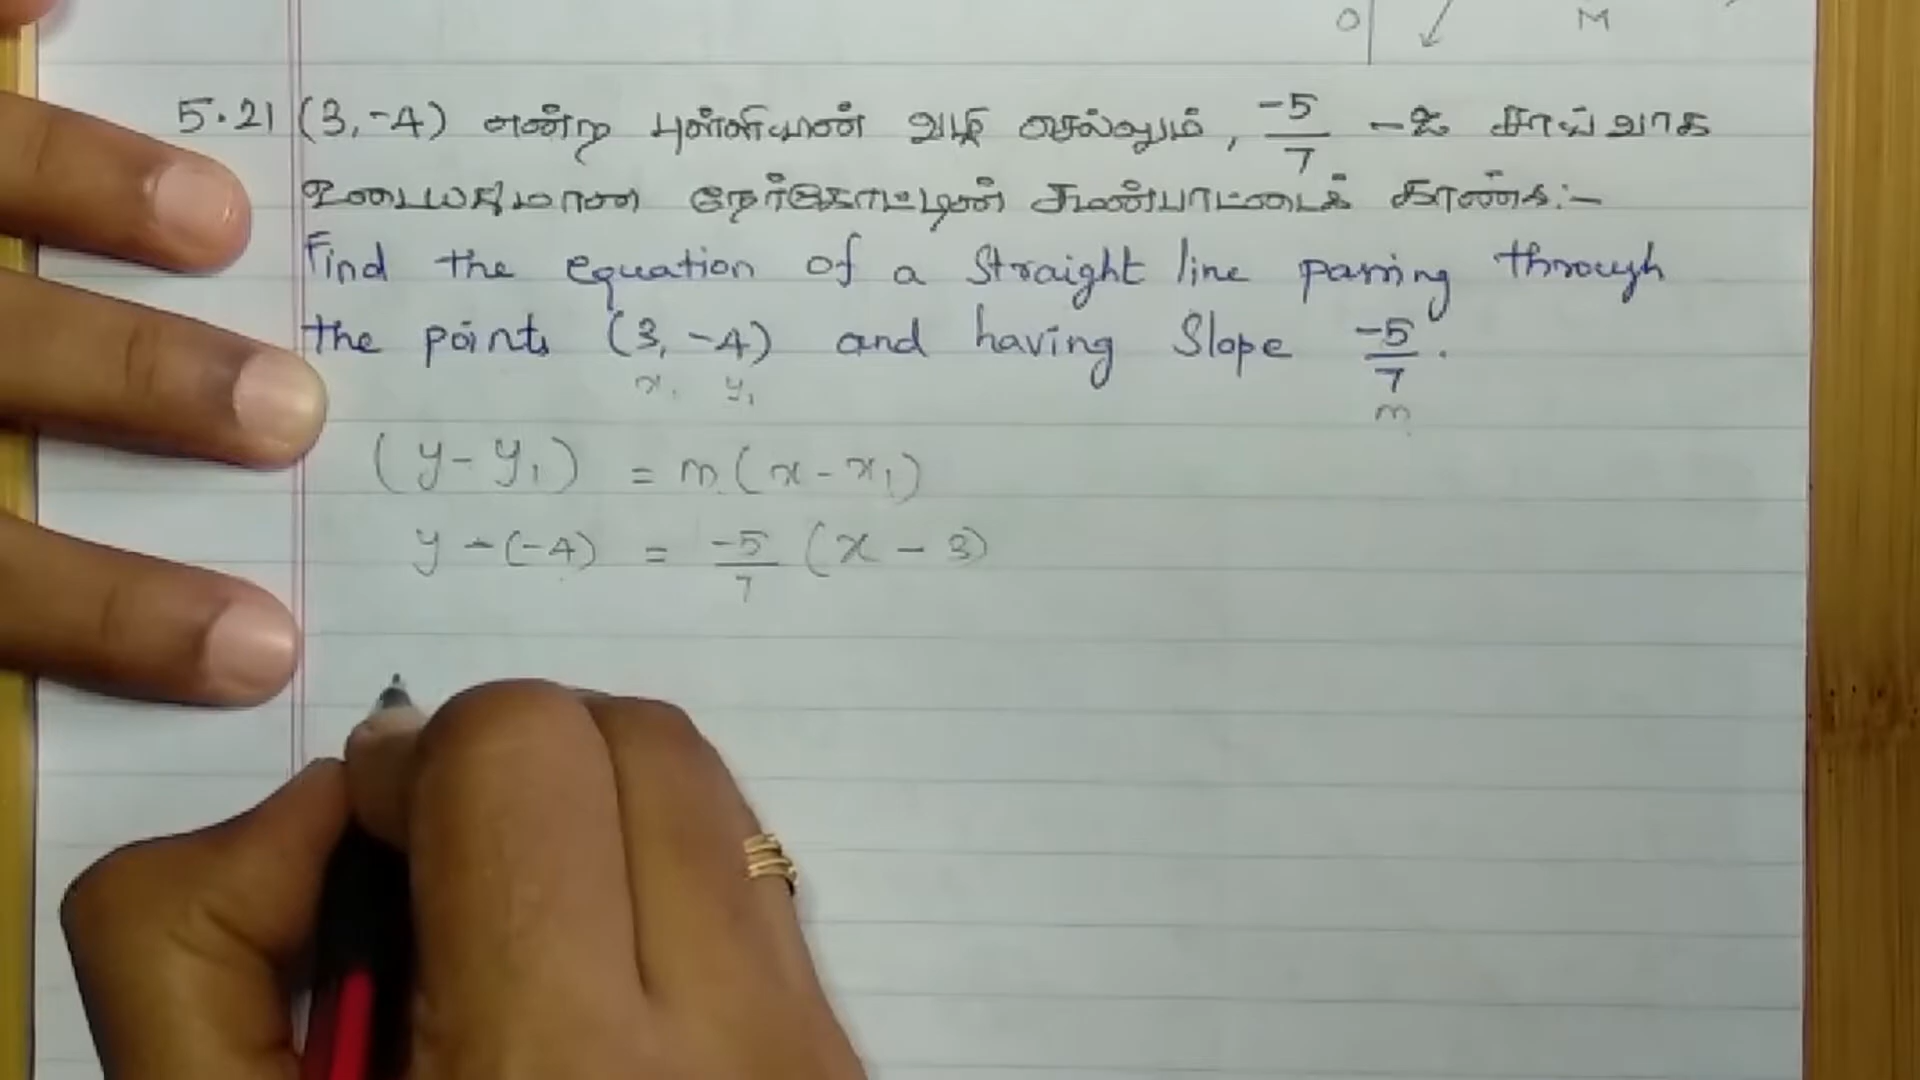 O M
5.21 (3,-4) என்ற புள்ளியின் வழி செல்லும், -5/7 -ஐ சாய்வாக
உடையதுமான நேர்கோட்டின் சமன்பாட்டைக் காண்க:-
Find the equation of a straight line passing through
the points (3, -4) and having Slope -5/7.
x₁ y₁ m
(y - y₁) = m(x - x₁)
y - (-4) = -5/7 (x - 3)